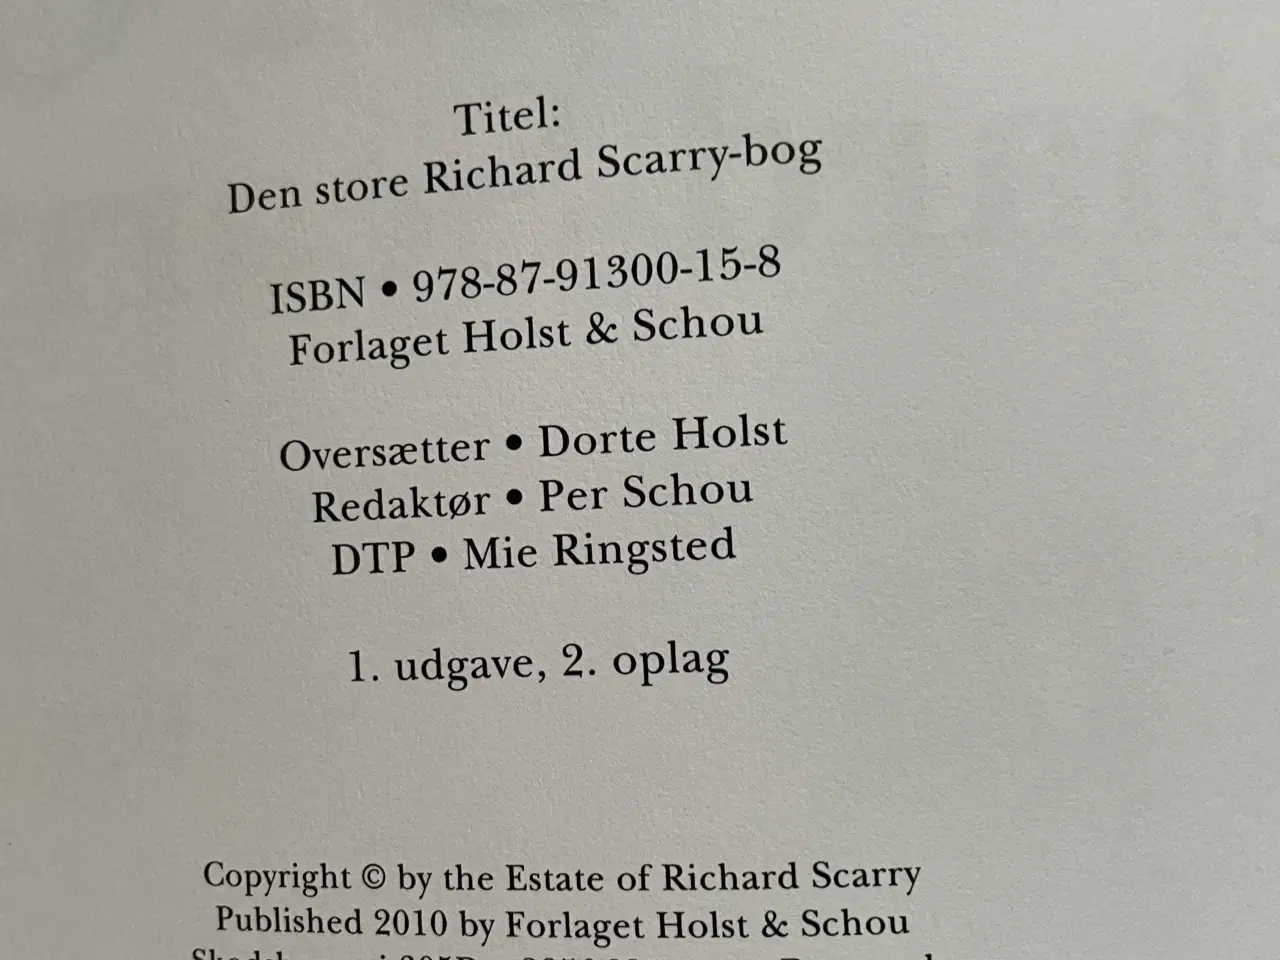 Titel:
Den store Richard Scarry-bog
ISBN • 978-87-91300-15-8
Forlaget Holst & Schou
Oversætter • Dorte Holst
Redaktør • Per Schou
DTP • Mie Ringsted
1. udgave, 2. oplag
Copyright © by the Estate of Richard Scarry
Published 2010 by Forlaget Holst & Schou